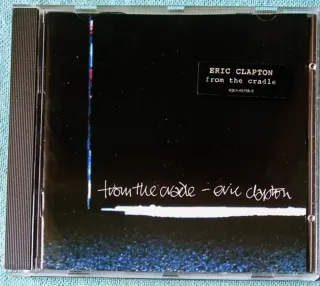 ERIC CLAPTON
from the cradle
from the cradle - eric clapton